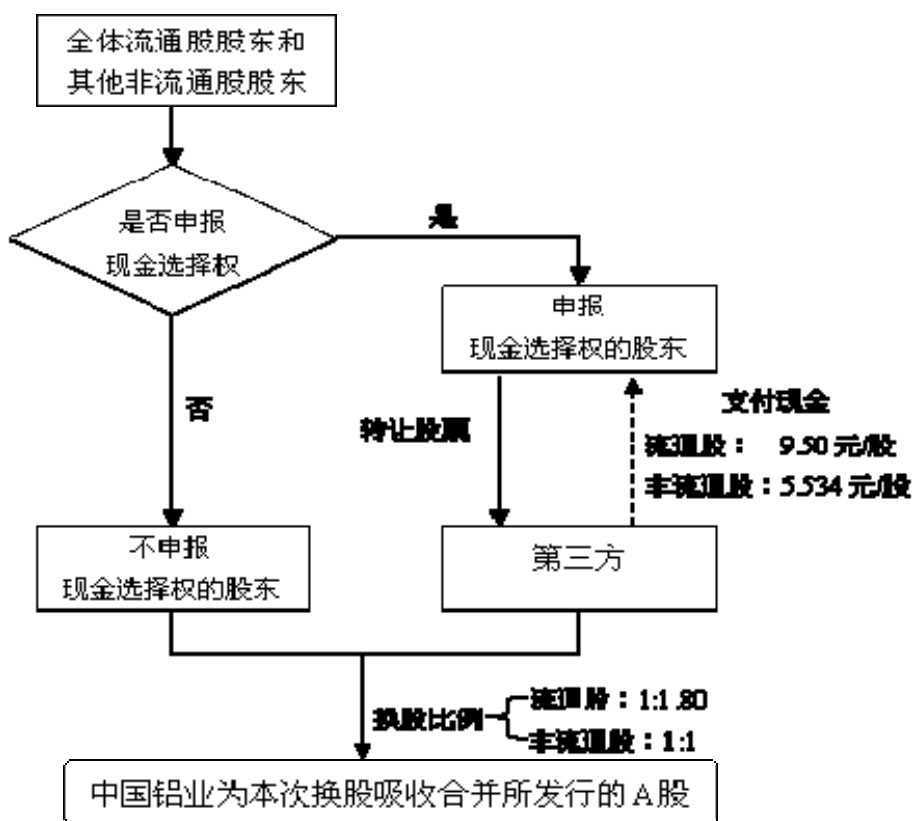 全体流通股股东和
其他非流通股股东
是否申报
现金选择权
是
申报
现金选择权的股东
否
转让股票
支付现金
流通股： 9.50 元/股
非流通股：5.534 元/股
不申报
现金选择权的股东
第三方
换股比例
流通股：1:1.80
非流通股：1:1
中国铝业为本次换股吸收合并所发行的 A 股